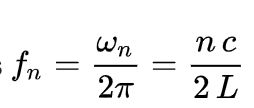 fₙ = ωₙ / 2π = n c / 2 L